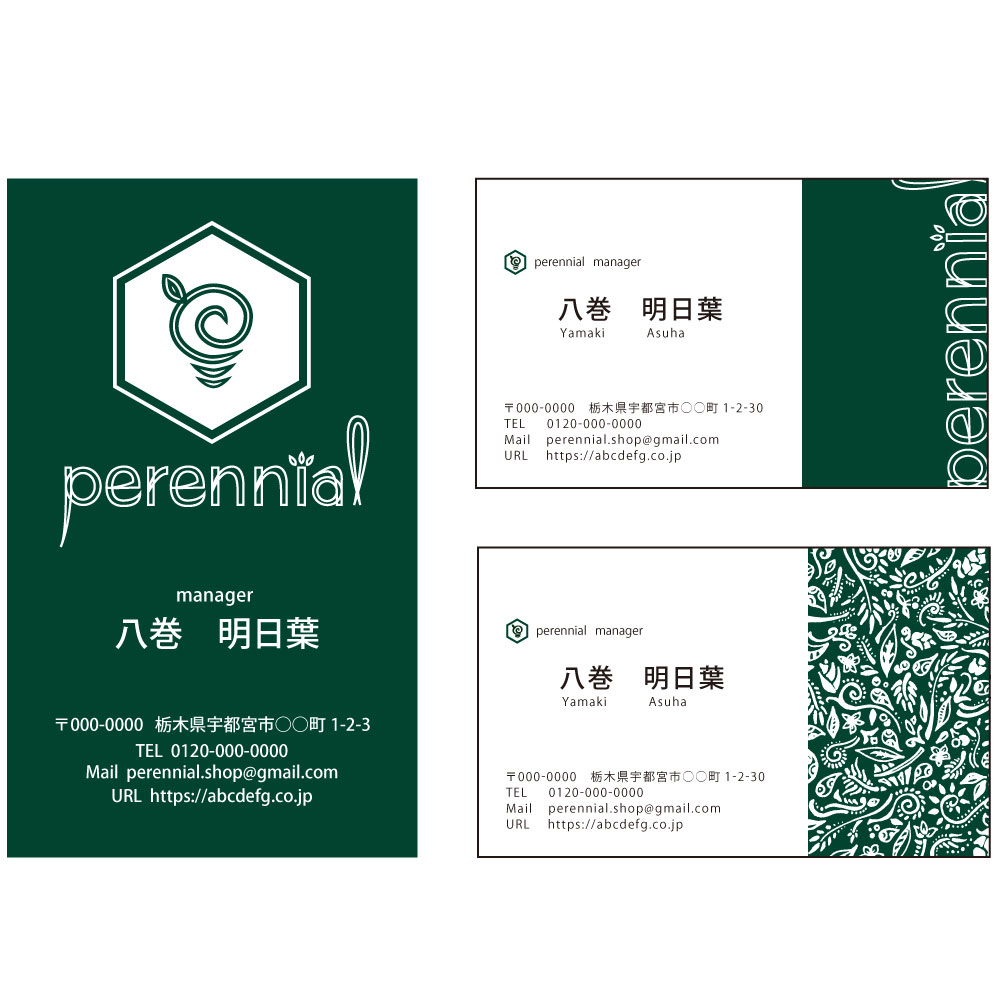 perennial
manager
八巻　明日葉
〒000-0000 栃木県宇都宮市○○町 1-2-3
TEL 0120-000-0000
Mail perennial.shop@gmail.com
URL https://abcdefg.co.jp
perennial manager
八巻　明日葉
Yamaki Asuha
〒000-0000 栃木県宇都宮市○○町 1-2-30
TEL 0120-000-0000
Mail perennial.shop@gmail.com
URL https://abcdefg.co.jp
perennial
perennial manager
八巻　明日葉
Yamaki Asuha
〒000-0000 栃木県宇都宮市○○町 1-2-30
TEL 0120-000-0000
Mail perennial.shop@gmail.com
URL https://abcdefg.co.jp